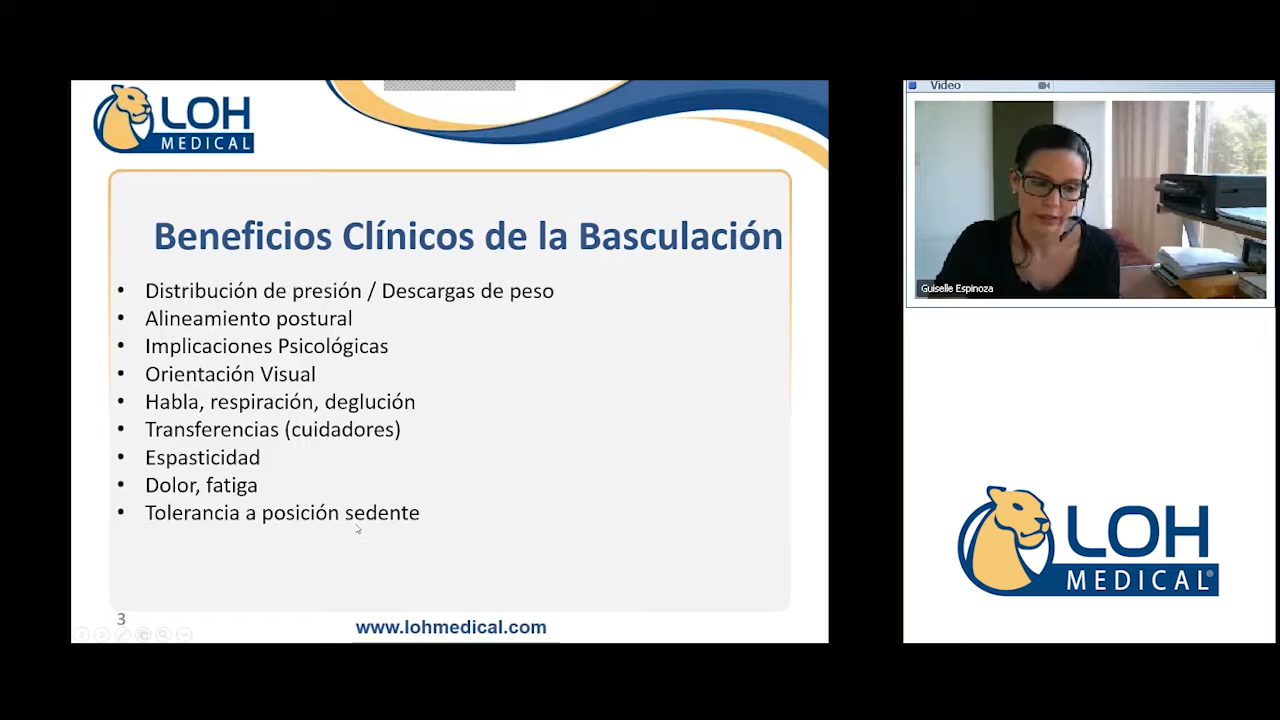 LOH
MEDICAL
Beneficios Clínicos de la Basculación
• Distribución de presión / Descargas de peso
• Alineamiento postural
• Implicaciones Psicológicas
• Orientación Visual
• Habla, respiración, deglución
• Transferencias (cuidadores)
• Espasticidad
• Dolor, fatiga
• Tolerancia a posición sedente
3
www.lohmedical.com
Video
Guiselle Espinoza
LOH
MEDICAL®